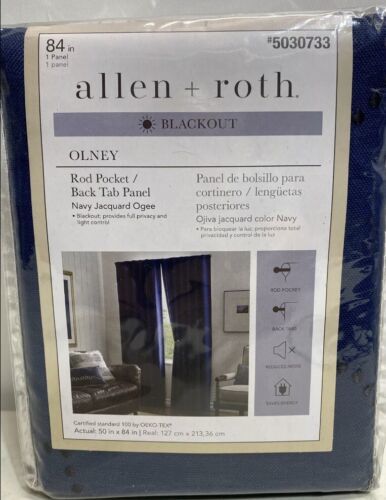 84 in
1 Panel
1 panel
#5030733
allen + roth®
BLACKOUT
OLNEY
Rod Pocket /
Back Tab Panel
Navy Jacquard Ogee
• Blackout; provides full privacy and
light control
Panel de bolsillo para
cortinero / lengüetas
posteriores
Ojiva jacquard color Navy
• Para bloquear la luz; proporciona total
privacidad y control de la luz
ROD POCKET
BACK TABS
REDUCES NOISE
SAVES ENERGY
Certified standard 100 by OEKO-TEX®
Actual: 50 in x 84 in | Real: 127 cm x 213,36 cm